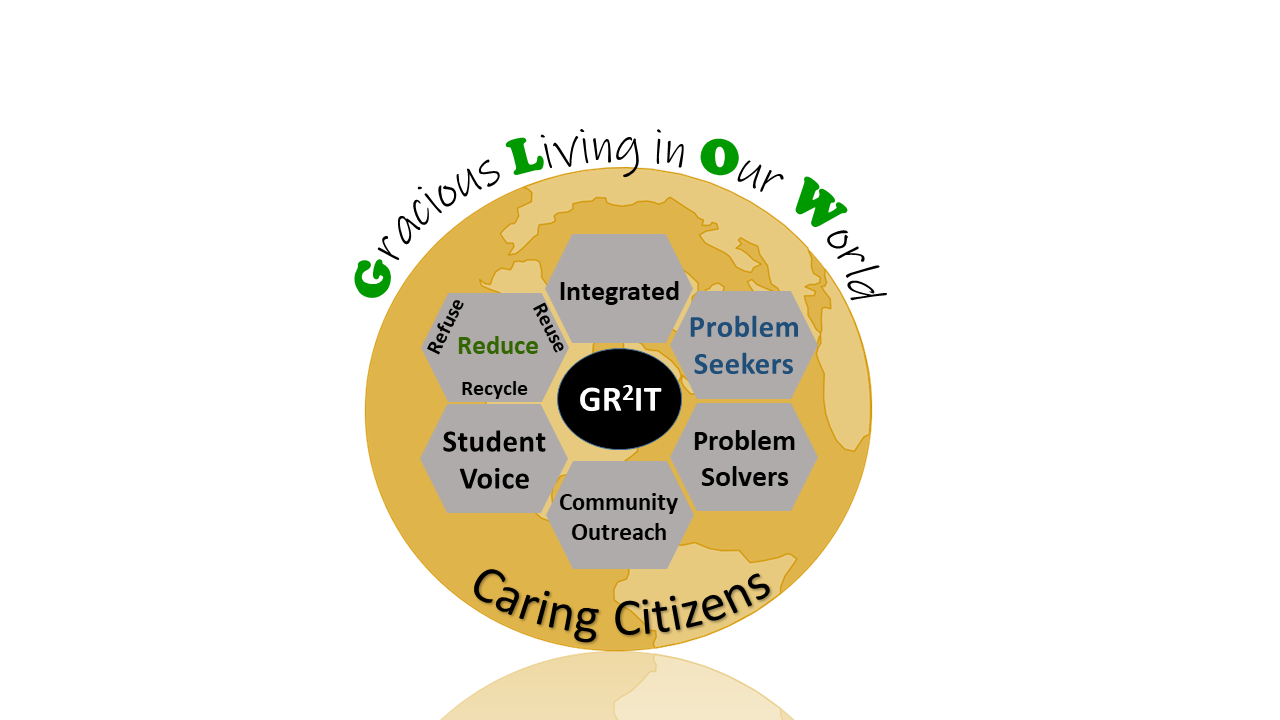 Gracious Living in Our World
Integrated
Problem
Seekers
Problem
Solvers
Community
Outreach
Student
Voice
Refuse
Reduce
Reuse
Recycle
GR²IT
Caring Citizens